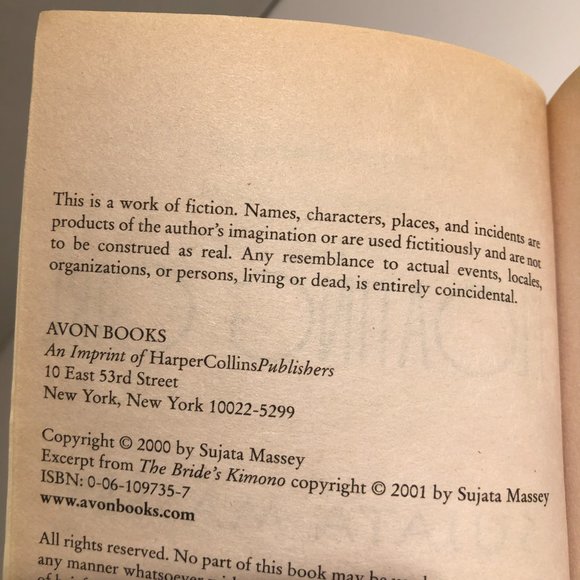 This is a work of fiction. Names, characters, places, and incidents are
products of the author's imagination or are used fictitiously and are not
to be construed as real. Any resemblance to actual events, locales,
organizations, or persons, living or dead, is entirely coincidental.
AVON BOOKS
An Imprint of HarperCollinsPublishers
10 East 53rd Street
New York, New York 10022-5299
Copyright © 2000 by Sujata Massey
Excerpt from The Bride's Kimono copyright © 2001 by Sujata Massey
ISBN: 0-06-109735-7
www.avonbooks.com
All rights reserved. No part of this book may be
any manner whatsoever